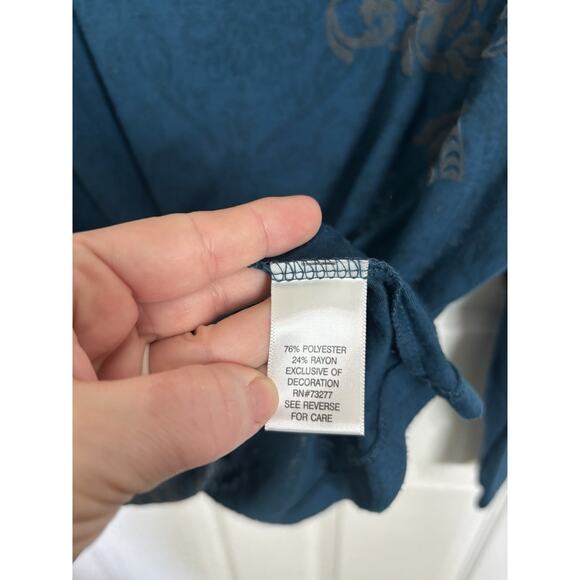 76% POLYESTER
24% RAYON
EXCLUSIVE OF
DECORATION
RN#73277
SEE REVERSE
FOR CARE